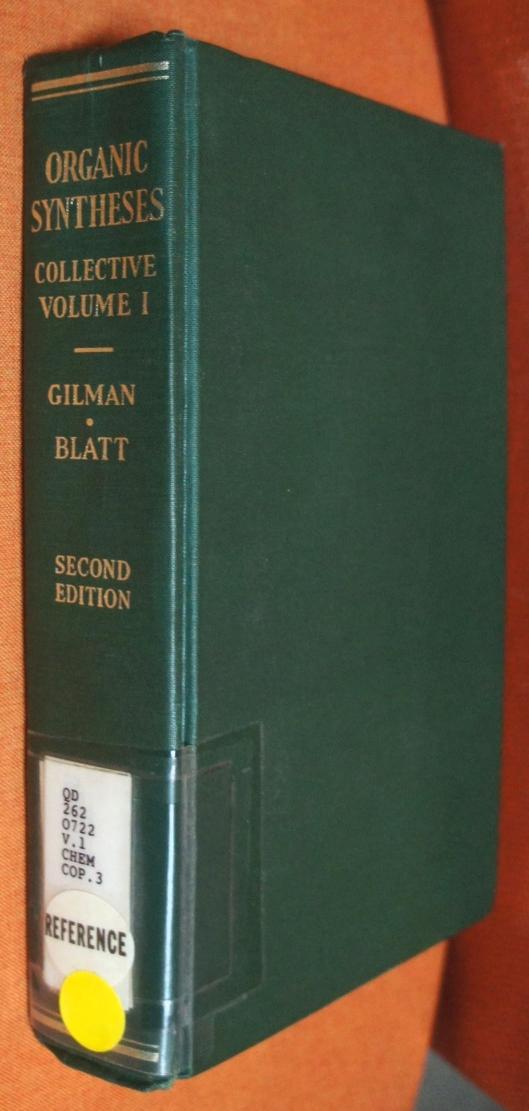 ORGANIC
SYNTHESES
COLLECTIVE
VOLUME I
GILMAN
•
BLATT
SECOND
EDITION
QD
262
O722
V.1
CHEM
COP.3
REFERENCE